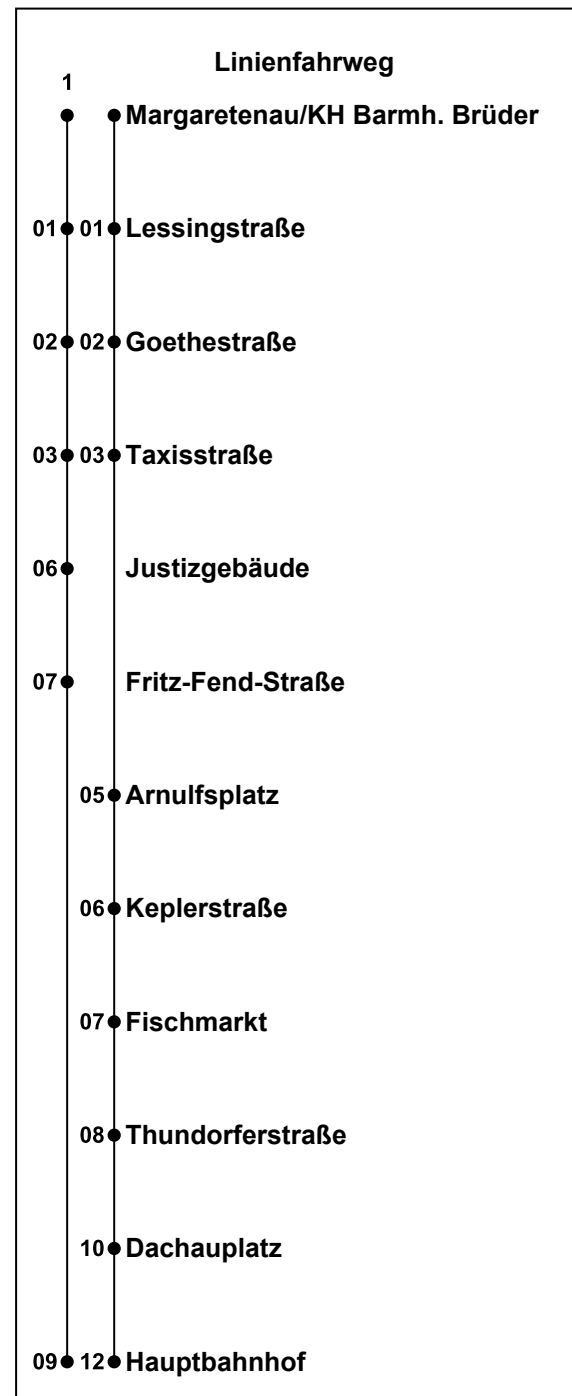 Linienfahrweg
1
Margaretenau/KH Barmh. Brüder
01 01 Lessingstraße
02 02 Goethestraße
03 03 Taxisstraße
06 Justizgebäude
07 Fritz-Fend-Straße
05 Arnulfsplatz
06 Keplerstraße
07 Fischmarkt
08 Thundorferstraße
10 Dachauplatz
09 12 Hauptbahnhof